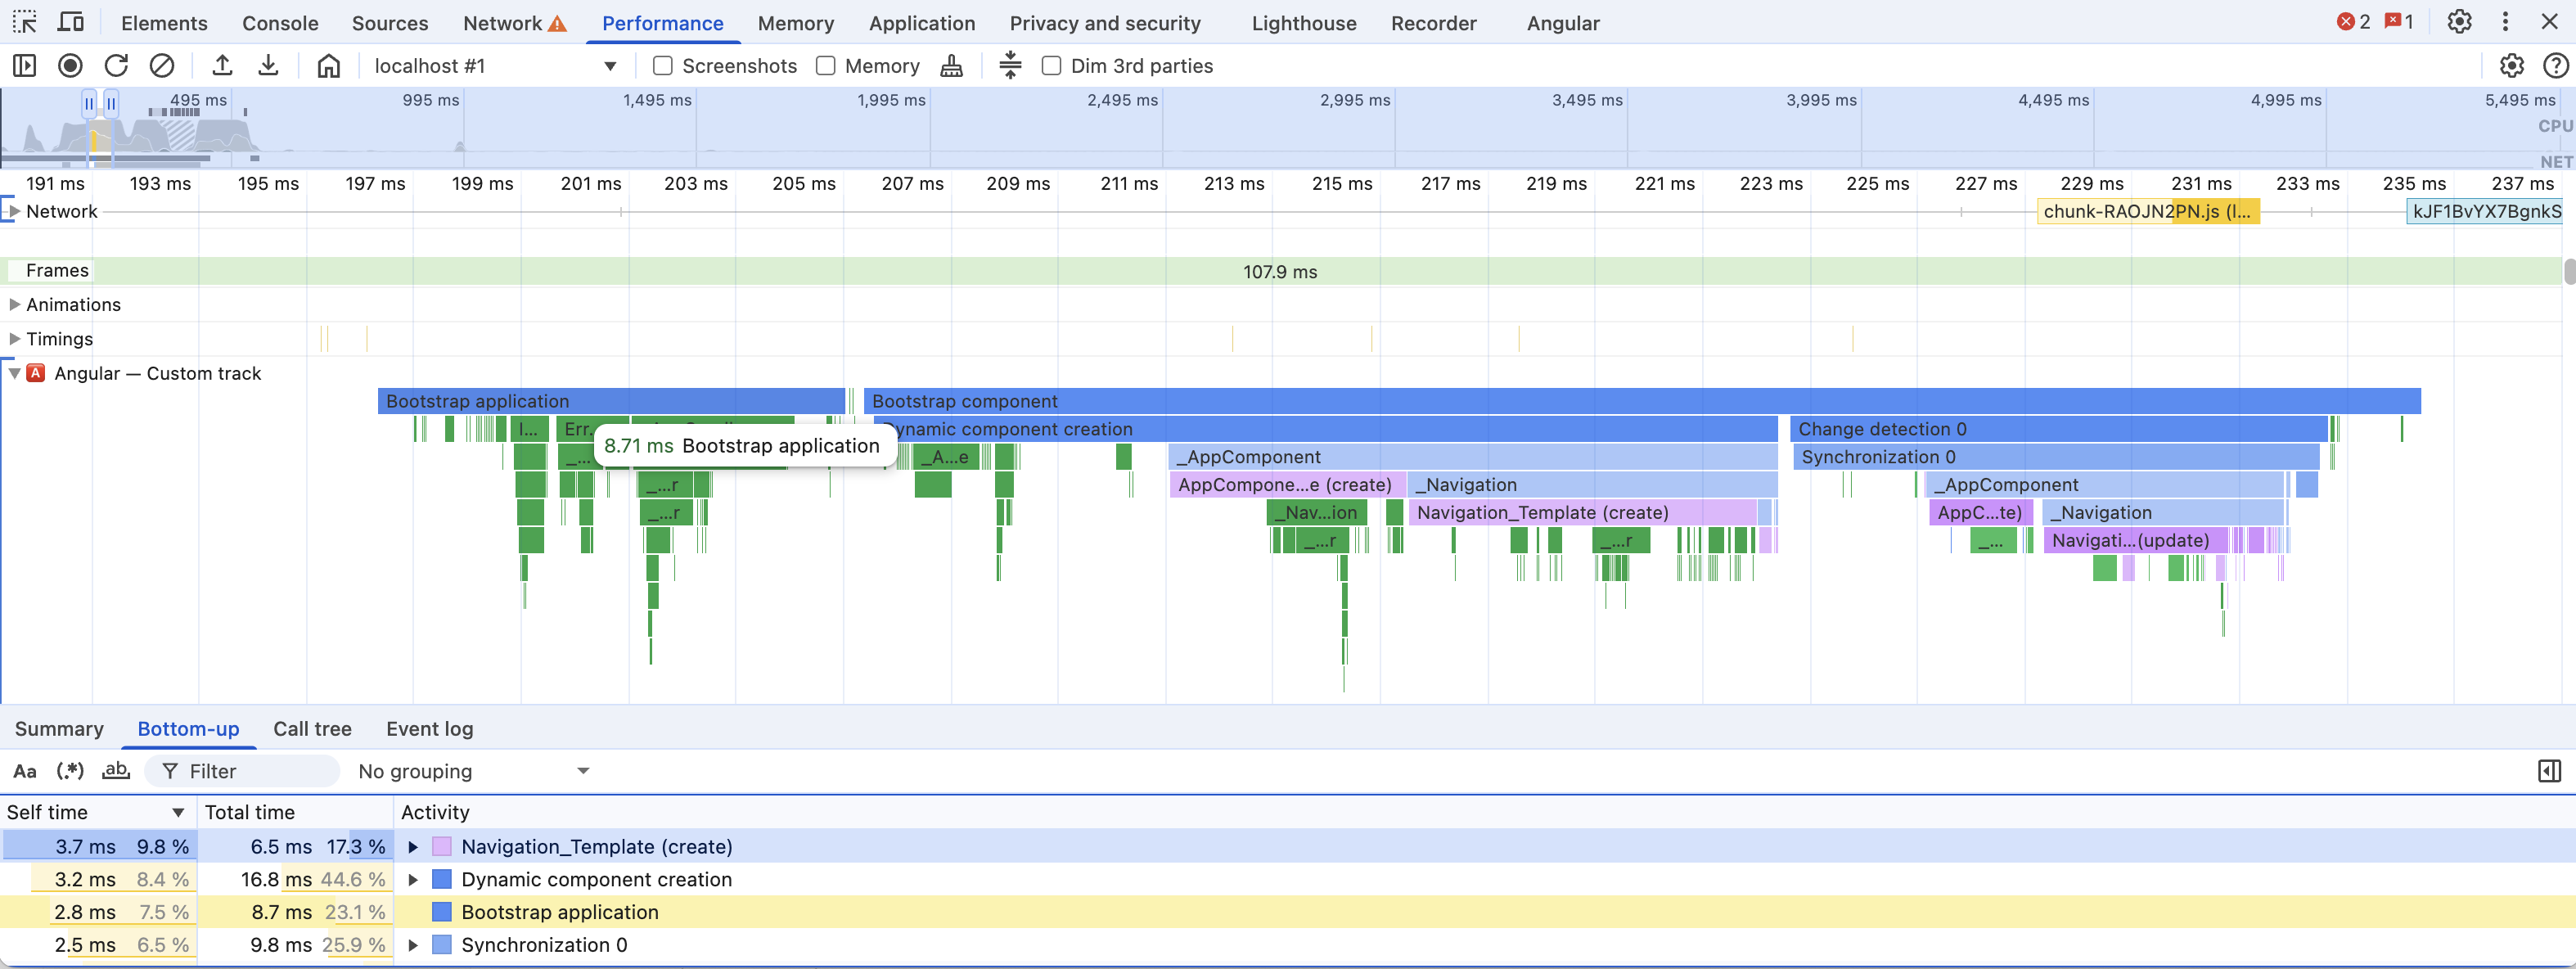 Elements Console Sources Network Performance Memory Application Privacy and security Lighthouse Recorder Angular 2 1
localhost #1 Screenshots Memory Dim 3rd parties
495 ms 995 ms 1,495 ms 1,995 ms 2,495 ms 2,995 ms 3,495 ms 3,995 ms 4,495 ms 4,995 ms 5,495 ms
CPU
NET
191 ms 193 ms 195 ms 197 ms 199 ms 201 ms 203 ms 205 ms 207 ms 209 ms 211 ms 213 ms 215 ms 217 ms 219 ms 221 ms 223 ms 225 ms 227 ms 229 ms 231 ms 233 ms 235 ms 237 ms
Network chunk-RAOJN2PN.js (l... kJF1BvYX7BgnkS
Frames 107.9 ms
Animations
Timings
A Angular — Custom track
Bootstrap application Bootstrap component
I... Err. Dynamic component creation Change detection 0
8.71 ms Bootstrap application
_... _A...e _AppComponent Synchronization 0
_...r AppCompone...e (create) _Navigation _AppComponent
_...r _Nav...ion Navigation_Template (create) AppC...te) _Navigation
_...r _...r _... Navigati...(update)
Summary Bottom-up Call tree Event log
Aa (.*) ab Filter No grouping
Self time Total time Activity
3.7 ms 9.8 % 6.5 ms 17.3 % Navigation_Template (create)
3.2 ms 8.4 % 16.8 ms 44.6 % Dynamic component creation
2.8 ms 7.5 % 8.7 ms 23.1 % Bootstrap application
2.5 ms 6.5 % 9.8 ms 25.9 % Synchronization 0